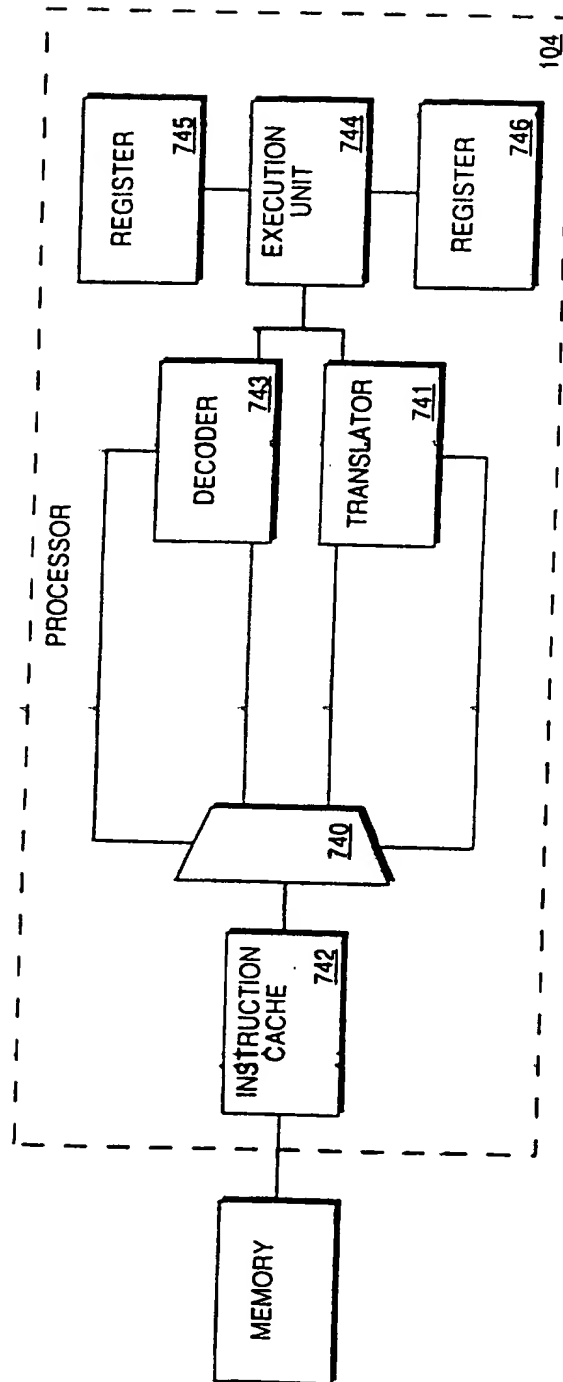 PROCESSOR
104
MEMORY
INSTRUCTION
CACHE
742
740
DECODER
743
TRANSLATOR
741
REGISTER
745
EXECUTION
UNIT
744
REGISTER
746